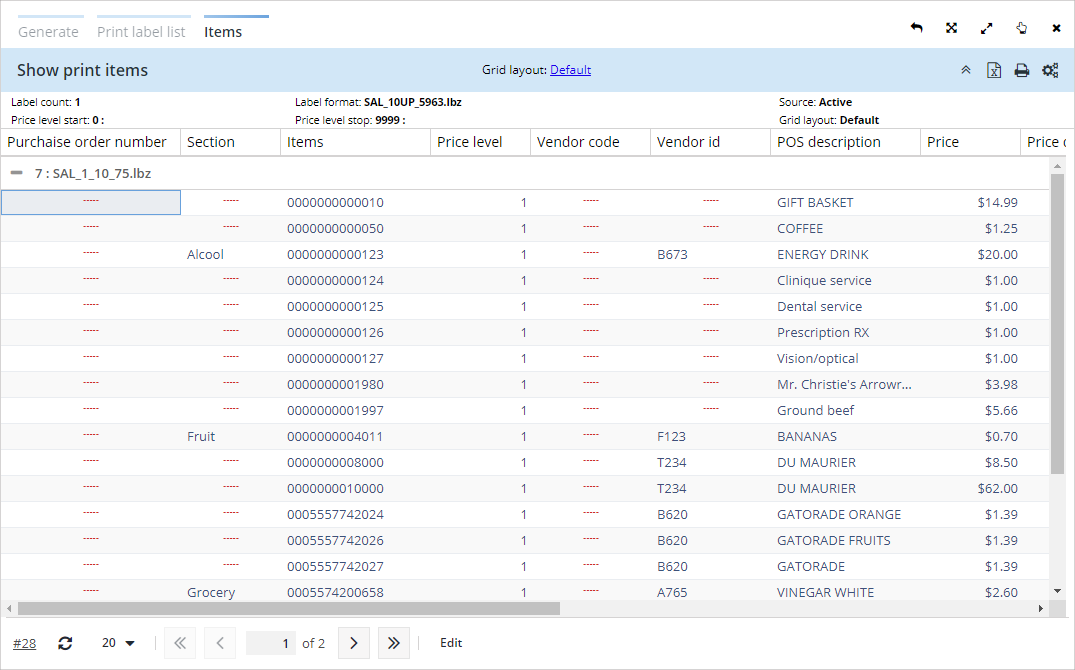 Generate Print label list Items
Show print items Grid layout: Default
Label count: 1 Label format: SAL_10UP_5963.lbz Source: Active
Price level start: 0 : Price level stop: 9999 : Grid layout: Default
Purchaise order number Section Items Price level Vendor code Vendor id POS description Price Price
7 : SAL_1_10_75.lbz
----- ----- 0000000000010 1 ----- ----- GIFT BASKET $14.99
----- ----- 0000000000050 1 ----- ----- COFFEE $1.25
----- Alcool 0000000000123 1 ----- B673 ENERGY DRINK $20.00
----- ----- 0000000000124 1 ----- ----- Clinique service $1.00
----- ----- 0000000000125 1 ----- ----- Dental service $1.00
----- ----- 0000000000126 1 ----- ----- Prescription RX $1.00
----- ----- 0000000000127 1 ----- ----- Vision/optical $1.00
----- ----- 0000000001980 1 ----- ----- Mr. Christie's Arrowr... $3.98
----- ----- 0000000001997 1 ----- ----- Ground beef $5.66
----- Fruit 0000000004011 1 ----- F123 BANANAS $0.70
----- ----- 0000000008000 1 ----- T234 DU MAURIER $8.50
----- ----- 0000000010000 1 ----- T234 DU MAURIER $62.00
----- ----- 0005557742024 1 ----- B620 GATORADE ORANGE $1.39
----- ----- 0005557742026 1 ----- B620 GATORADE FRUITS $1.39
----- ----- 0005557742027 1 ----- B620 GATORADE $1.39
----- Grocery 0005574200658 1 ----- A765 VINEGAR WHITE $2.60
#28 20 1 of 2 Edit